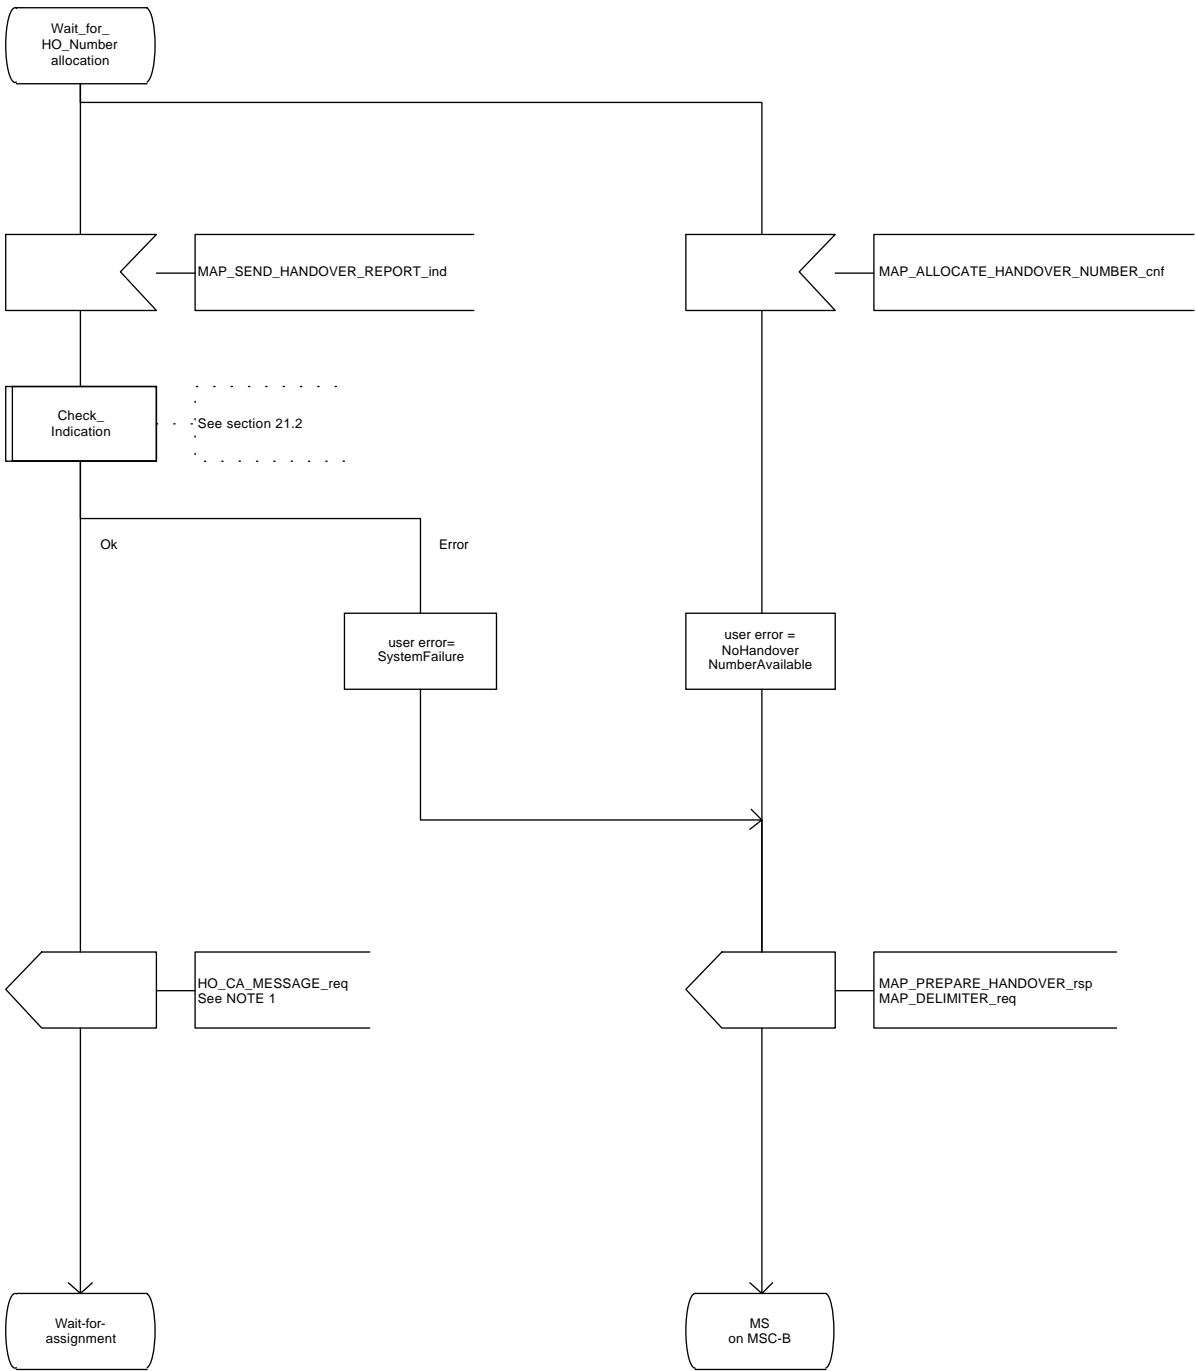 Wait_for_
HO_Number
allocation
MAP_SEND_HANDOVER_REPORT_ind
MAP_ALLOCATE_HANDOVER_NUMBER_cnf
Check_
Indication
See section 21.2
Ok
Error
user error=
SystemFailure
user error =
NoHandover
NumberAvailable
HO_CA_MESSAGE_req
See NOTE 1
MAP_PREPARE_HANDOVER_rsp
MAP_DELIMITER_req
Wait-for-
assignment
MS
on MSC-B